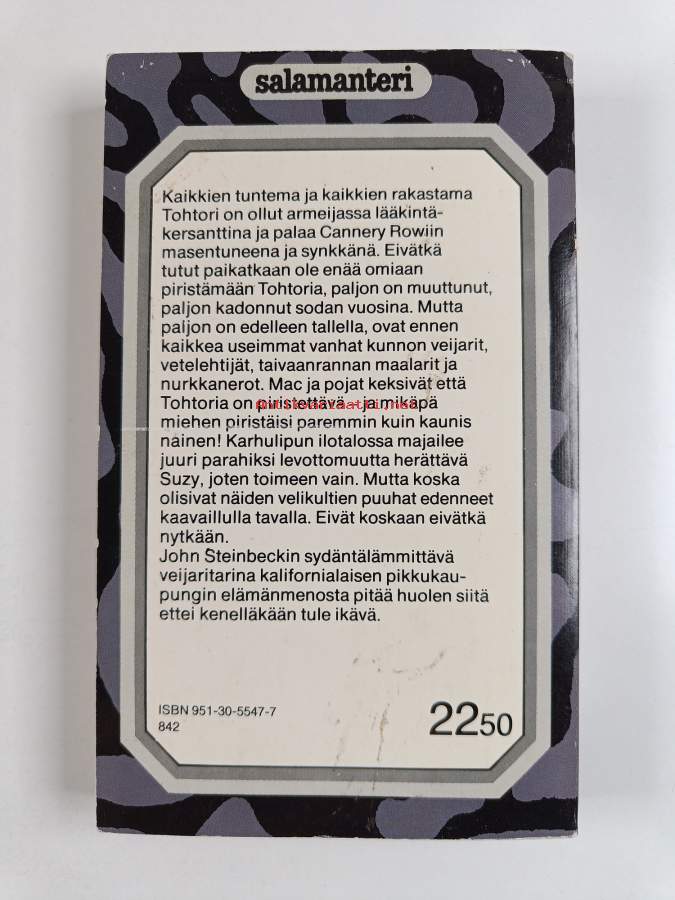 salamanteri
Kaikkien tuntema ja kaikkien rakastama
Tohtori on ollut armeijassa lääkintä-
kersanttina ja palaa Cannery Rowiin
masentuneena ja synkkänä. Eivätkä
tutut paikatkaan ole enää omiaan
piristämään Tohtoria, paljon on muuttunut,
paljon kadonnut sodan vuosina. Mutta
paljon on edelleen tallella, ovat ennen
kaikkea useimmat vanhat kunnon veijarit,
vetelehtijät, taivaanrannan maalarit ja
nurkkanerot. Mac ja pojat keksivät että
Tohtoria on piristettävä – ja mikäpä
antikvariaatti.net
miehen piristäisi paremmin kuin kaunis
nainen! Karhulipun ilotalossa majailee
juuri parahiksi levottomuutta herättävä
Suzy, joten toimeen vain. Mutta koska
olisivat näiden velikultien puuhat edenneet
kaavaillulla tavalla. Eivät koskaan eivätkä
nytkään.
John Steinbeckin sydäntälämmittävä
veijaritarina kalifornialaisen pikkukau-
pungin elämänmenosta pitää huolen siitä
ettei kenelläkään tule ikävä.
ISBN 951-30-5547-7
842
2250